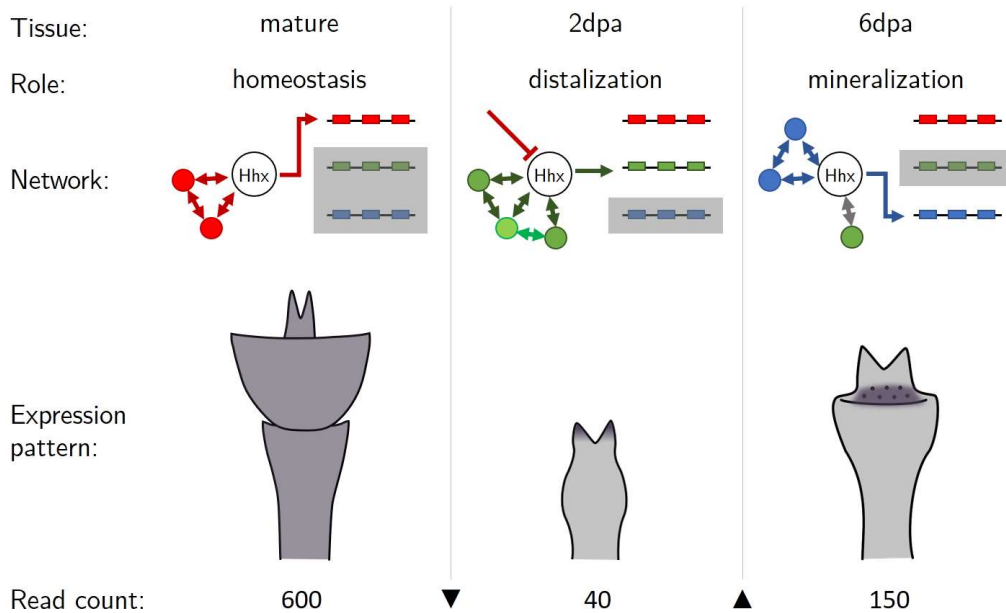 Tissue: mature 2dpa 6dpa
Role: homeostasis distalization mineralization
Network: Hhx Hhx Hhx
Expression
pattern:
Read count: 600 ▼ 40 ▲ 150